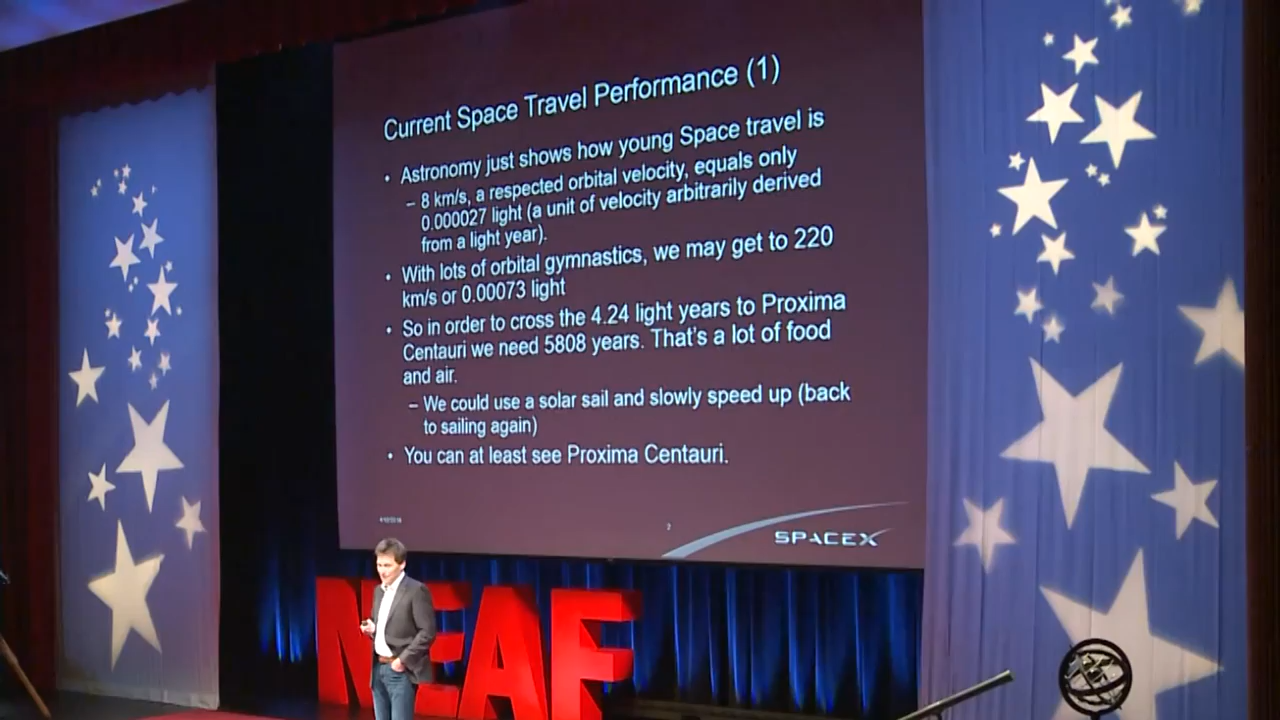 Current Space Travel Performance (1)
• Astronomy just shows how young Space travel is
– 8 km/s, a respected orbital velocity, equals only
0.000027 light (a unit of velocity arbitrarily derived
from a light year).
• With lots of orbital gymnastics, we may get to 220
km/s or 0.00073 light
• So in order to cross the 4.24 light years to Proxima
Centauri we need 5808 years. That's a lot of food
and air.
– We could use a solar sail and slowly speed up (back
to sailing again)
• You can at least see Proxima Centauri.
2
SPACEX
NEAF